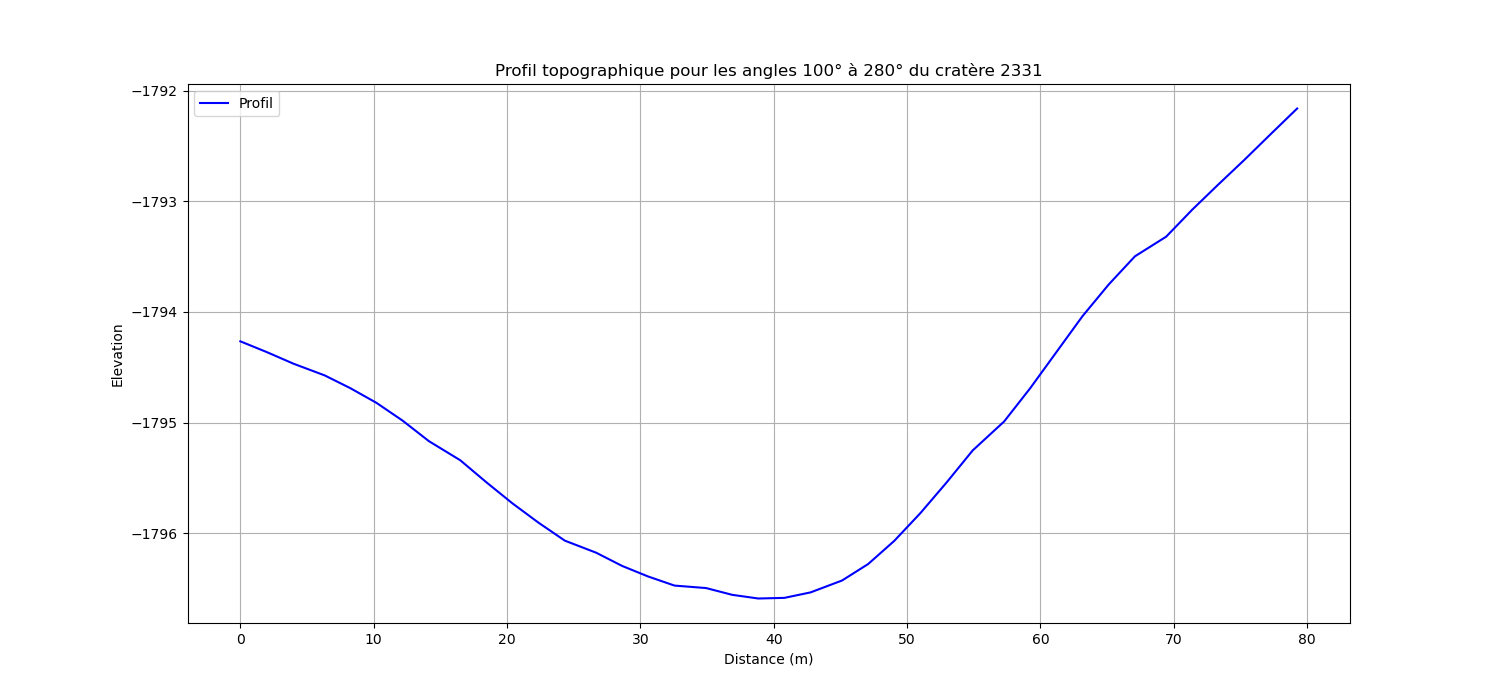 Profil topographique pour les angles 100° à 280° du cratère 2331
Profil
−1792
−1793
−1794
−1795
−1796
Elevation
0 10 20 30 40 50 60 70 80
Distance (m)